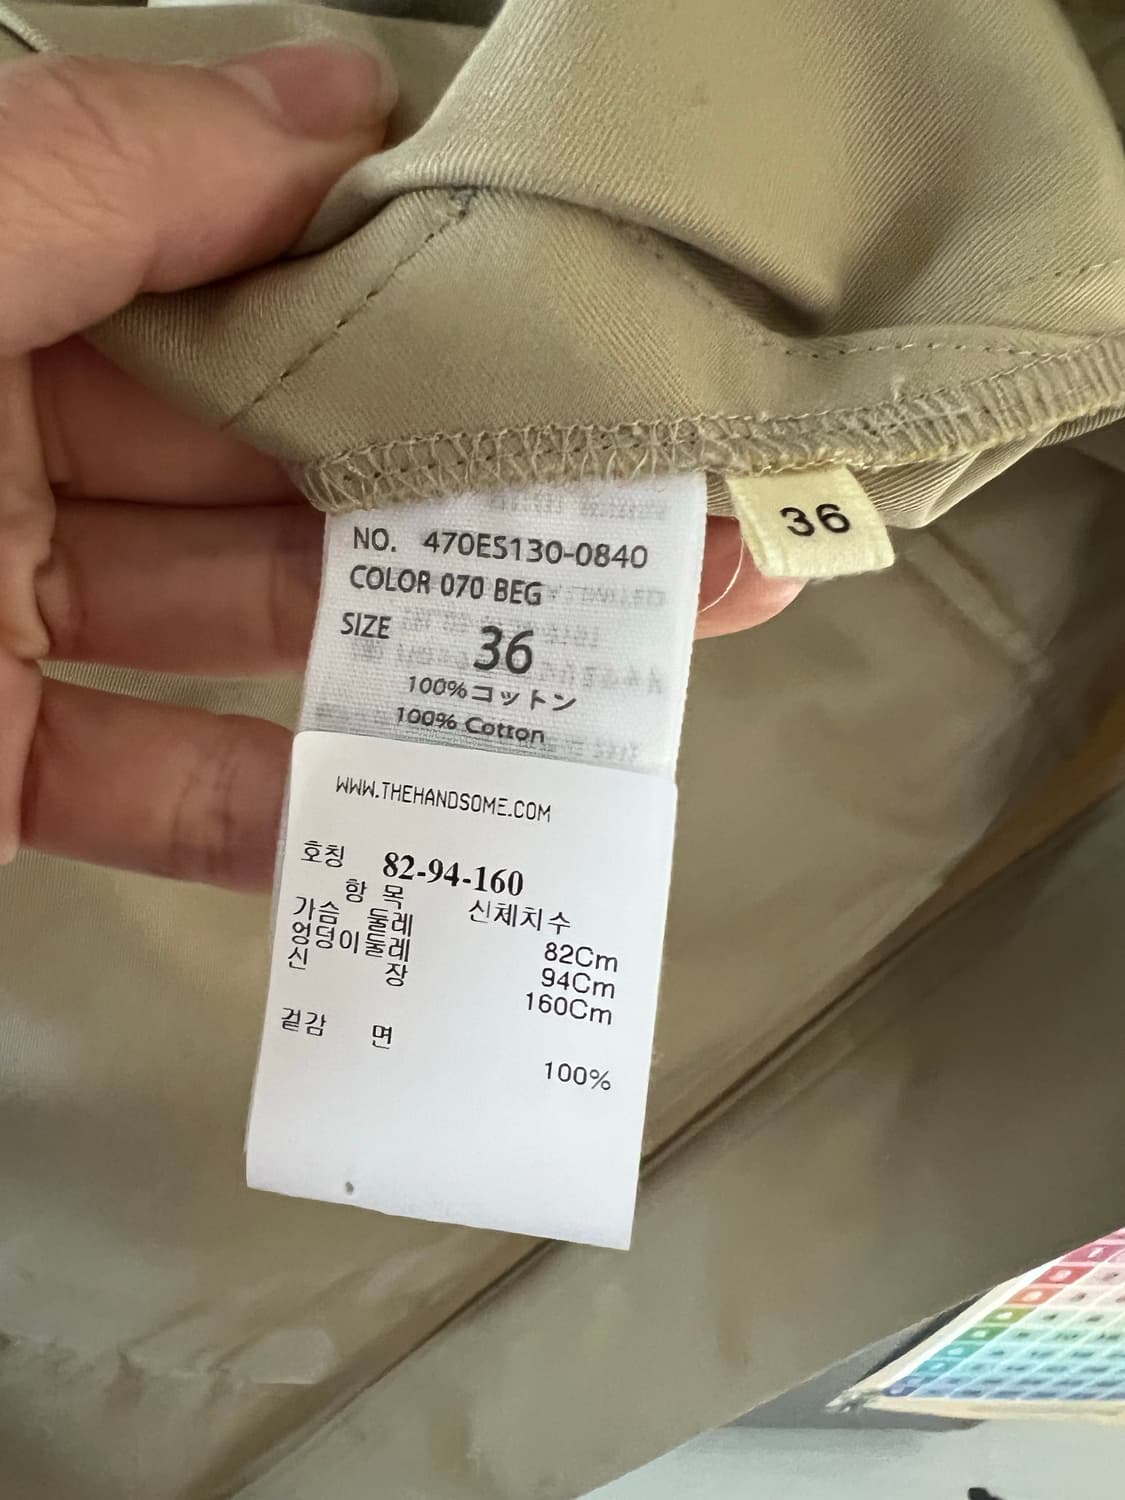 NO. 470ES130-0840
COLOR 070 BEG
SIZE 36
100%コットン
100% Cotton
36
WWW.THEHANDSOME.COM
호칭 82-94-160
항 목 신체치수
가슴 둘레 82Cm
엉덩이둘레 94Cm
신 장 160Cm
겉감 면 100%